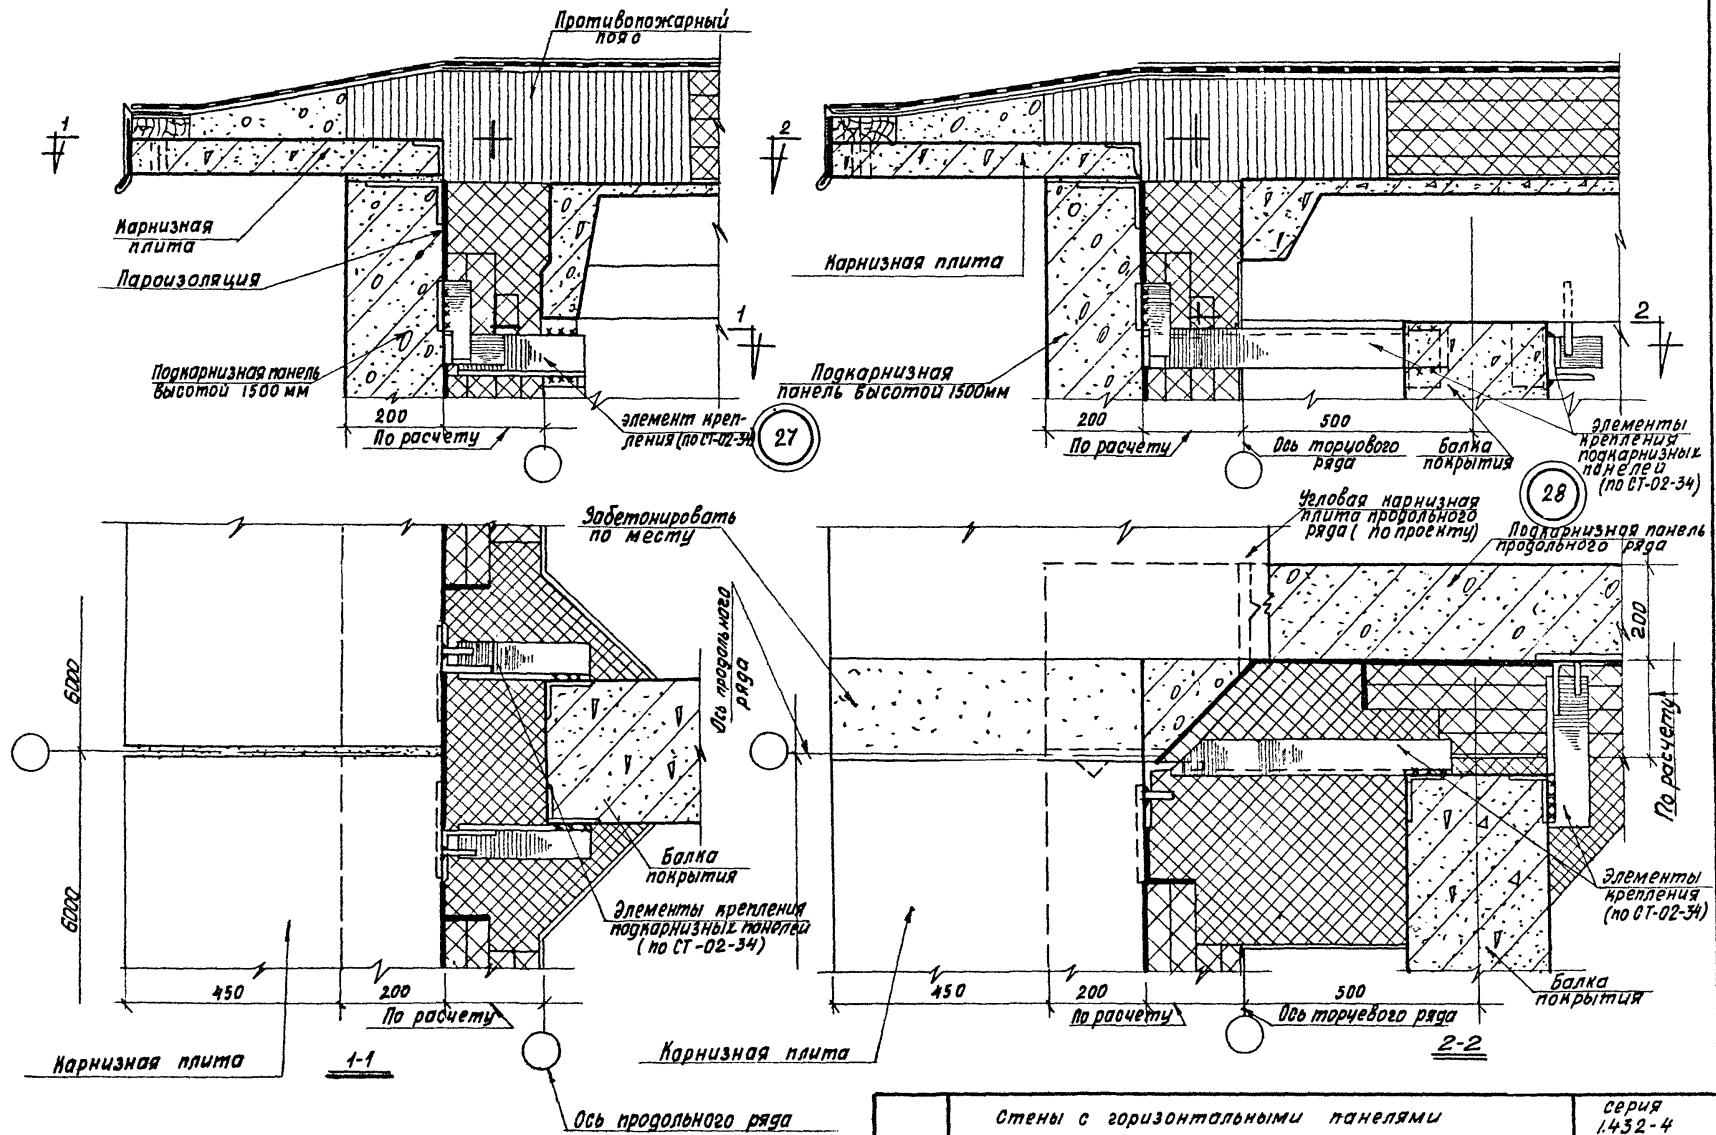 Противопожарный
пояс
1
Карнизная
плита
Пароизоляция
1
Подкарнизная панель
высотой 1500 мм
200
По расчету
элемент креп-
ления (по СТ-02-34)
27
2
Карнизная плита
2
Подкарнизная
панель высотой 1500мм
200
500
По расчету
Ось торцового
ряда
Балка
покрытия
элементы
крепления
подкарнизных
панелей
(по СТ-02-34)
28
6000
6000
Балка
покрытия
Элементы крепления
подкарнизных панелей
(по СТ-02-34)
450
200
По расчету
Карнизная плита
1-1
Ось продольного ряда
Забетонировать
по месту
Угловая карнизная
плита продольного
ряда ( по проекту)
Подкарнизная панель
продольного ряда
Ось продольного
ряда
200
По расчету
Элементы
крепления
(по СТ-02-34)
Балка
покрытия
450
200
500
По расчету
Ось торцевого ряда
Карнизная плита
2-2
Стены с горизонтальными панелями
серия
1.432-4